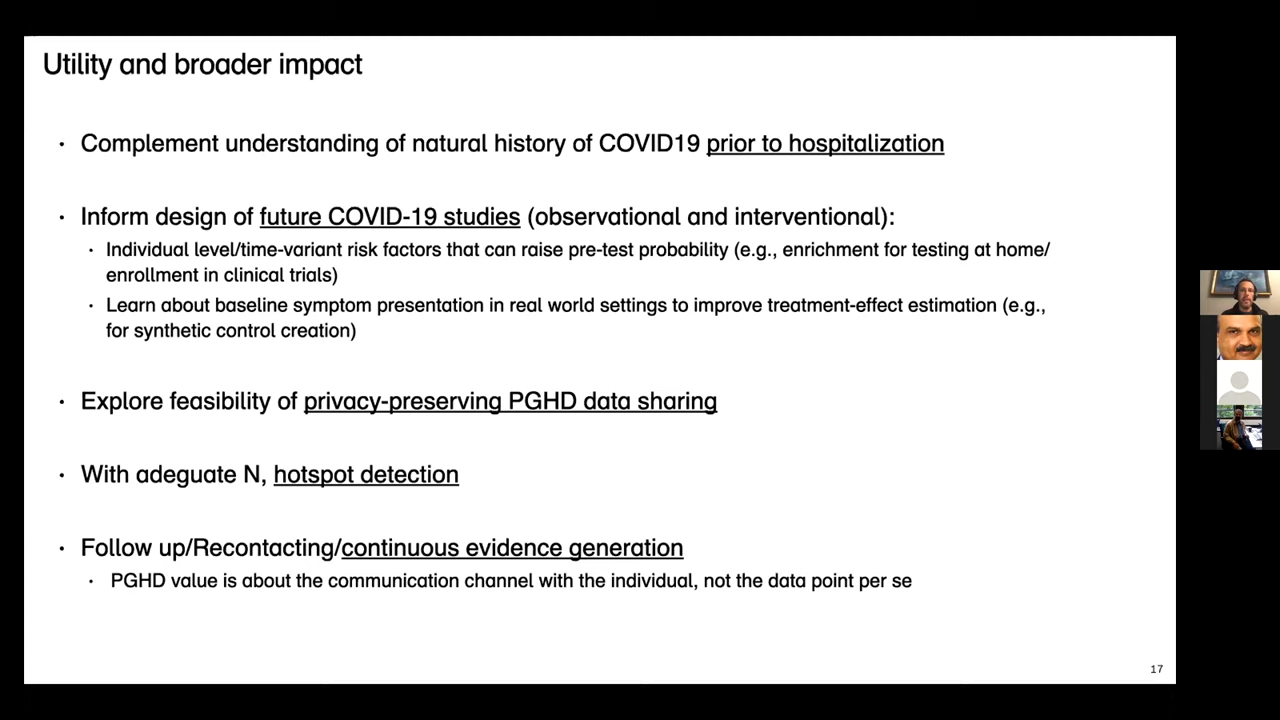 Utility and broader impact
• Complement understanding of natural history of COVID19 prior to hospitalization
• Inform design of future COVID-19 studies (observational and interventional):
• Individual level/time-variant risk factors that can raise pre-test probability (e.g., enrichment for testing at home/
enrollment in clinical trials)
• Learn about baseline symptom presentation in real world settings to improve treatment-effect estimation (e.g.,
for synthetic control creation)
• Explore feasibility of privacy-preserving PGHD data sharing
• With adequate N, hotspot detection
• Follow up/Recontacting/continuous evidence generation
• PGHD value is about the communication channel with the individual, not the data point per se
17